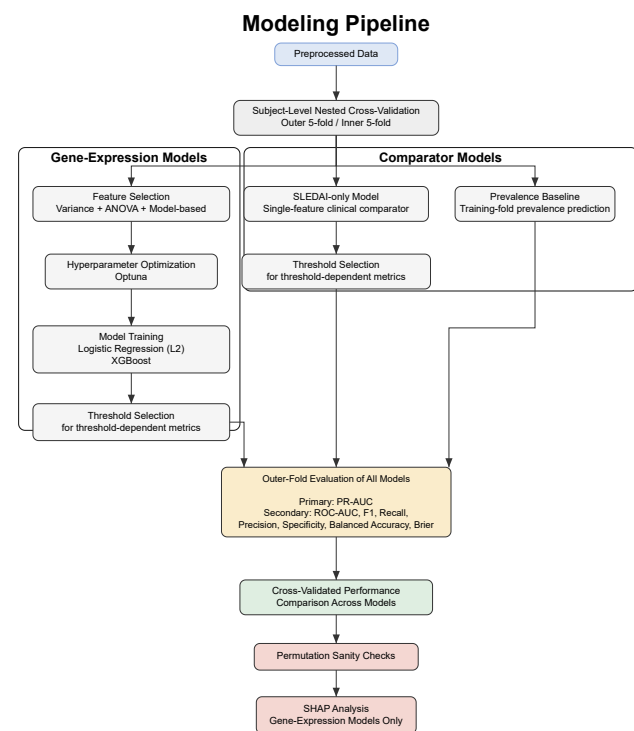 Modeling Pipeline
Preprocessed Data
Subject-Level Nested Cross-Validation
Outer 5-fold / Inner 5-fold
Gene-Expression Models
Feature Selection
Variance + ANOVA + Model-based
Hyperparameter Optimization
Optuna
Model Training
Logistic Regression (L2)
XGBoost
Threshold Selection
for threshold-dependent metrics
Comparator Models
SLEDAI-only Model
Single-feature clinical comparator
Threshold Selection
for threshold-dependent metrics
Prevalence Baseline
Training-fold prevalence prediction
Outer-Fold Evaluation of All Models
Primary: PR-AUC
Secondary: ROC-AUC, F1, Recall,
Precision, Specificity, Balanced Accuracy, Brier
Cross-Validated Performance
Comparison Across Models
Permutation Sanity Checks
SHAP Analysis
Gene-Expression Models Only